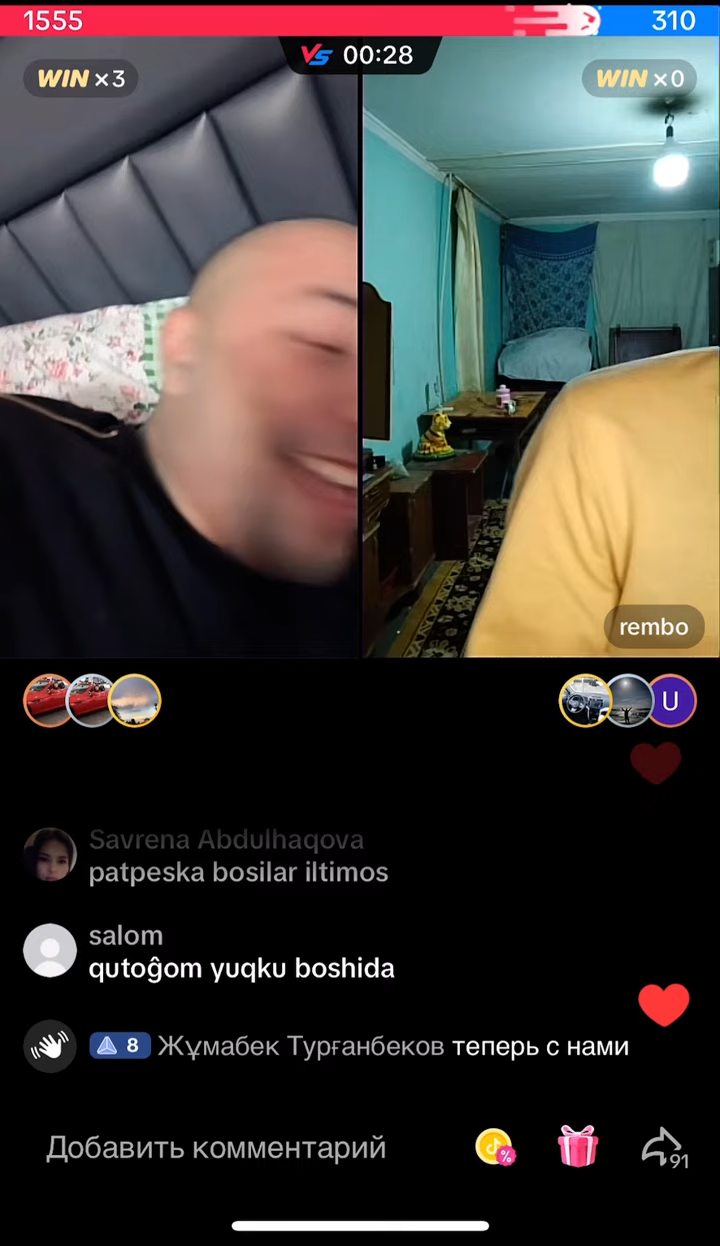 1555
310
VS 00:28
WIN ×3
WIN ×0
rembo
U
Savrena Abdulhaqova
patpeska bosilar iltimos
salom
qutoĝom yuqku boshida
8 Жұмабек Турғанбеков теперь с нами
Добавить комментарий
%
91